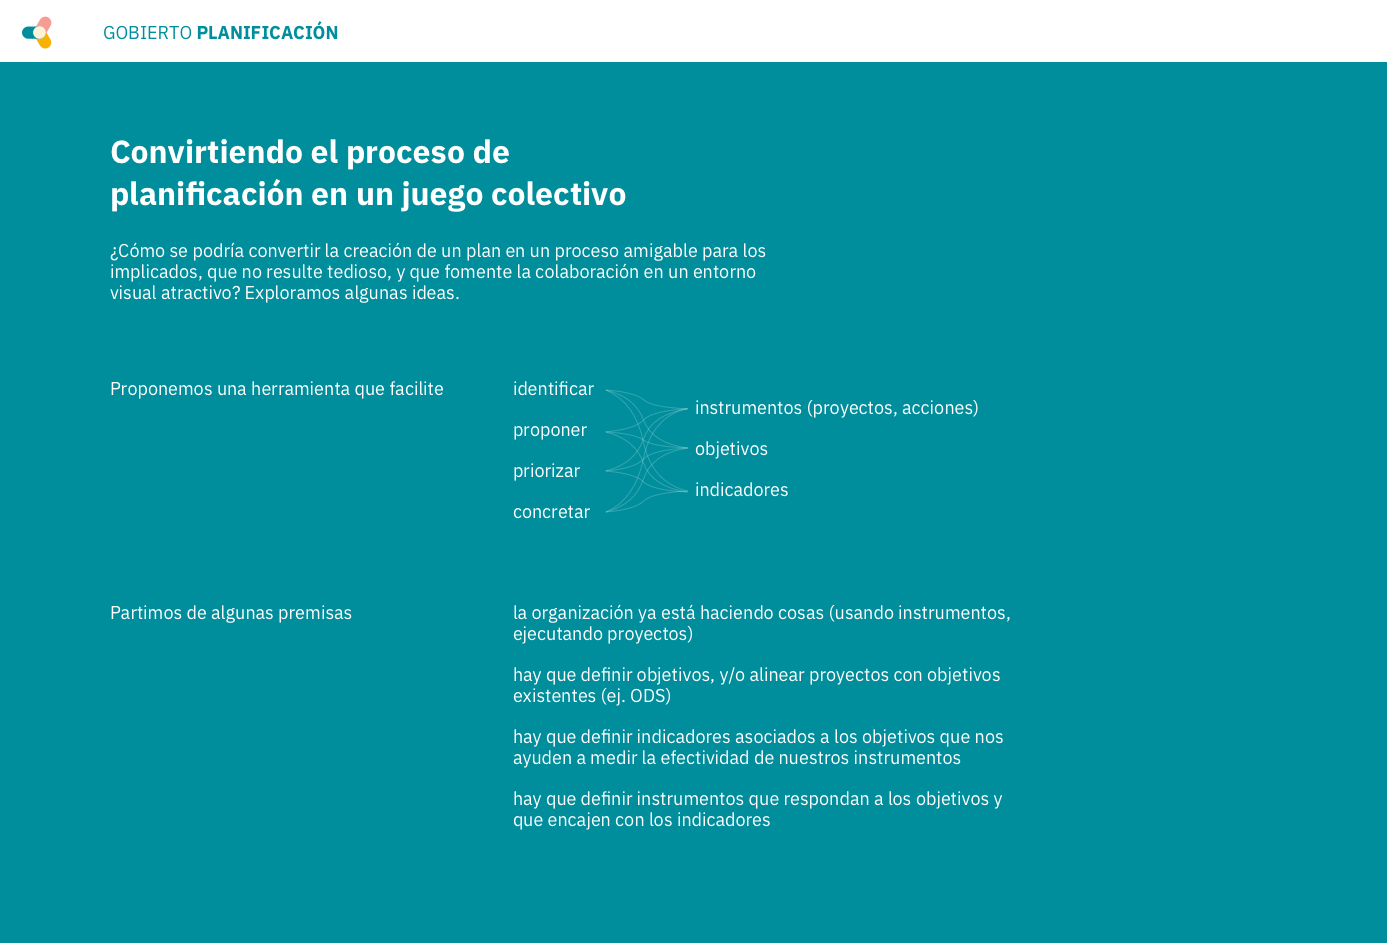 GOBIERTO PLANIFICACIÓN
Convirtiendo el proceso de
planificación en un juego colectivo
¿Cómo se podría convertir la creación de un plan en un proceso amigable para los
implicados, que no resulte tedioso, y que fomente la colaboración en un entorno
visual atractivo? Exploramos algunas ideas.
Proponemos una herramienta que facilite
identificar
proponer
priorizar
concretar
instrumentos (proyectos, acciones)
objetivos
indicadores
Partimos de algunas premisas
la organización ya está haciendo cosas (usando instrumentos,
ejecutando proyectos)
hay que definir objetivos, y/o alinear proyectos con objetivos
existentes (ej. ODS)
hay que definir indicadores asociados a los objetivos que nos
ayuden a medir la efectividad de nuestros instrumentos
hay que definir instrumentos que respondan a los objetivos y
que encajen con los indicadores